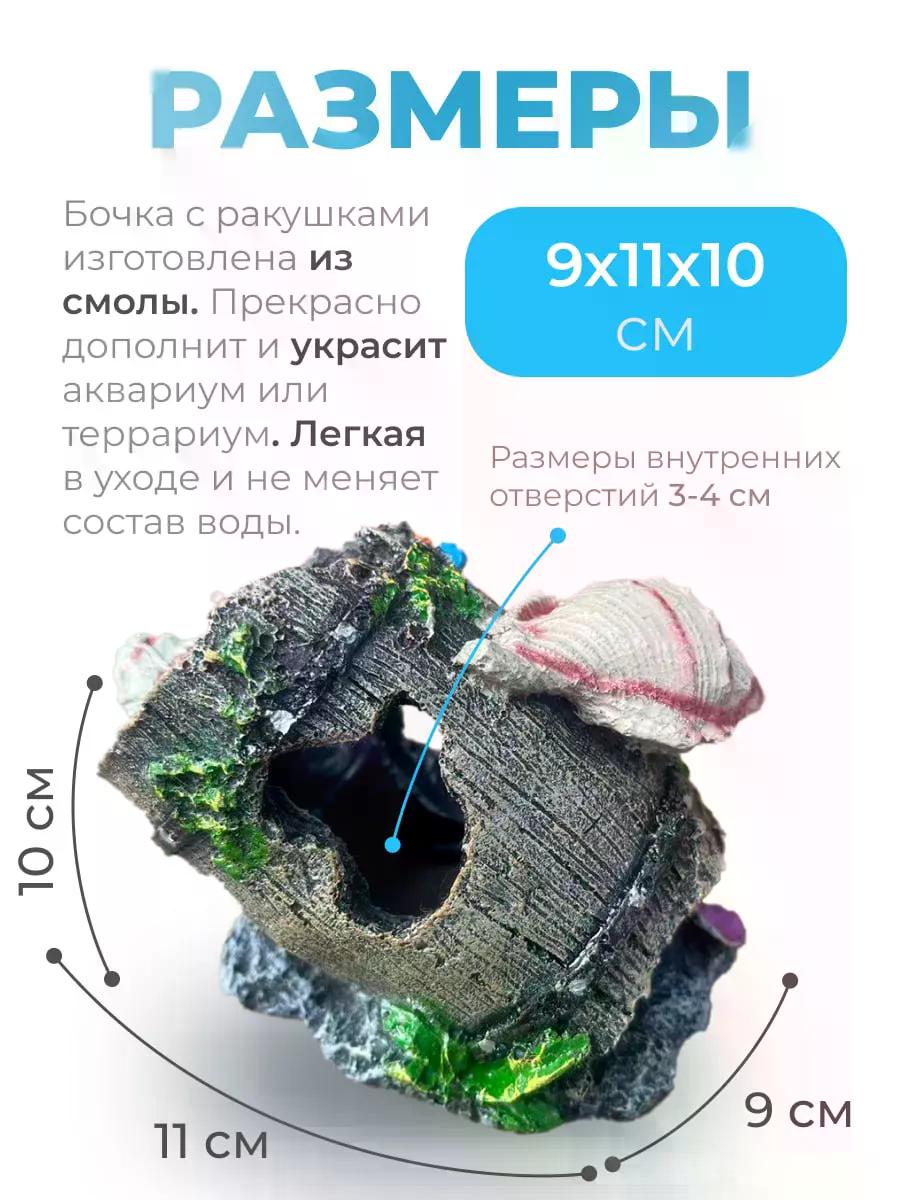 РАЗМЕРЫ
Бочка с ракушками
изготовлена из
смолы. Прекрасно
дополнит и украсит
аквариум или
террариум. Легкая
в уходе и не меняет
состав воды.
9x11x10
СМ
Размеры внутренних
отверстий 3-4 см
10 см
11 см
9 см